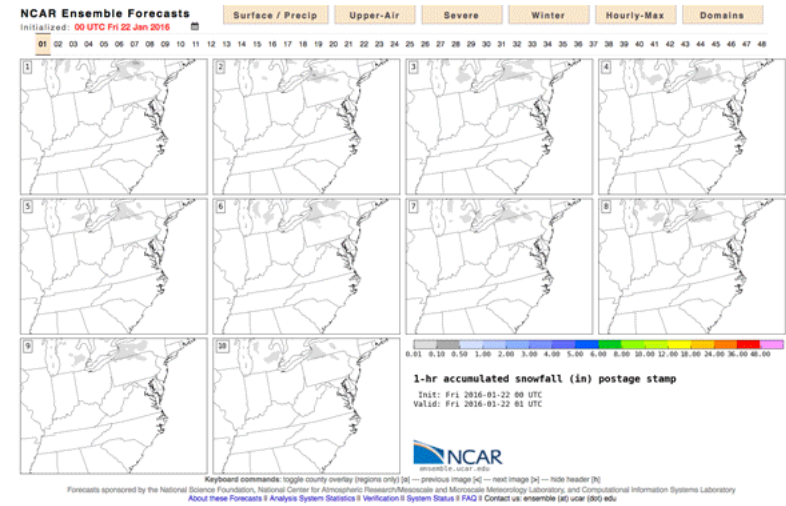 NCAR Ensemble Forecasts
Surface / Precip Upper-Air Severe Winter Hourly-Max Domains
Initialized: 00 UTC Fri 22 Jan 2016
01 02 03 04 05 06 07 08 09 10 11 12 13 14 15 16 17 18 19 20 21 22 23 24 25 26 27 28 29 30 31 32 33 34 35 36 37 38 39 40 41 42 43 44 45 46 47 48
1 2 3 4
5 6 7 8
9 10
0.01 0.10 0.50 1.00 2.00 3.00 4.00 5.00 6.00 8.00 10.00 12.00 18.00 24.00 36.00 48.00
1-hr accumulated snowfall (in) postage stamp
Init: Fri 2016-01-22 00 UTC
Valid: Fri 2016-01-22 01 UTC
NCAR
ensemble.ucar.edu
Keyboard commands: toggle county overlay (regions only) [a] — previous image [<] — next image [>] — hide header [h]
Forecasts sponsored by the National Science Foundation, National Center for Atmospheric Research/Mesoscale and Microscale Meteorology Laboratory, and Computational Information Systems Laboratory
About these Forecasts II Analysis System Statistics II Verification II System Status II FAQ II Contact us: ensemble (at) ucar (dot) edu